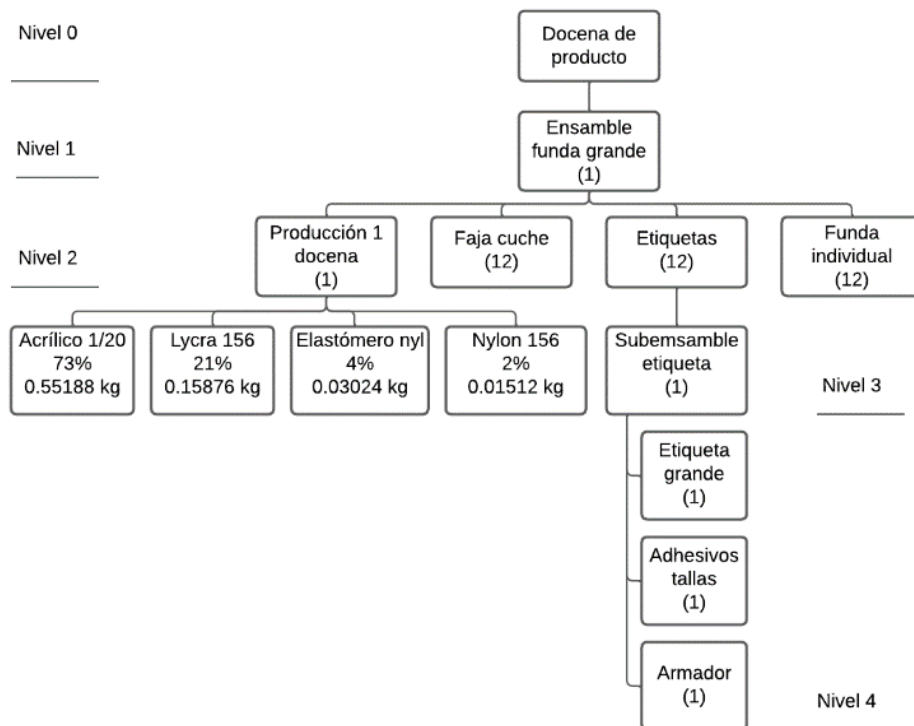 Nivel 0
Docena de
producto
Nivel 1
Ensamble
funda grande
(1)
Nivel 2
Producción 1
docena
(1)
Faja cuche
(12)
Etiquetas
(12)
Funda
individual
(12)
Acrílico 1/20
73%
0.55188 kg
Lycra 156
21%
0.15876 kg
Elastómero nyl
4%
0.03024 kg
Nylon 156
2%
0.01512 kg
Subemsamble
etiqueta
(1)
Nivel 3
Etiqueta
grande
(1)
Adhesivos
tallas
(1)
Armador
(1)
Nivel 4